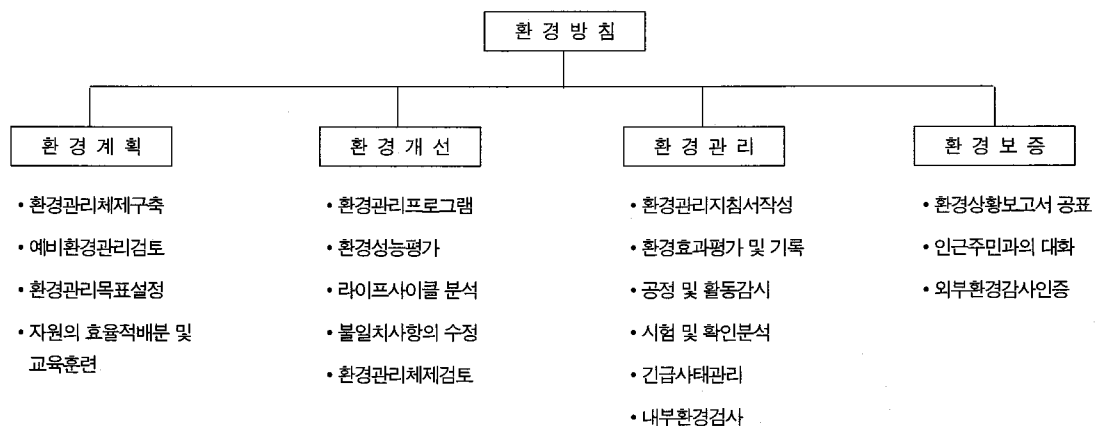 환 경 방 침
환 경 계 획
• 환경관리체제구축
• 예비환경관리검토
• 환경관리목표설정
• 자원의 효율적배분 및
교육훈련
환 경 개 선
• 환경관리프로그램
• 환경성능평가
• 라이프사이클 분석
• 불일치사항의 수정
• 환경관리체제검토
환 경 관 리
• 환경관리지침서작성
• 환경효과평가 및 기록
• 공정 및 활동감시
• 시험 및 확인분석
• 긴급사태관리
• 내부환경검사
환 경 보 증
• 환경상황보고서 공표
• 인근주민과의 대화
• 외부환경감사인증